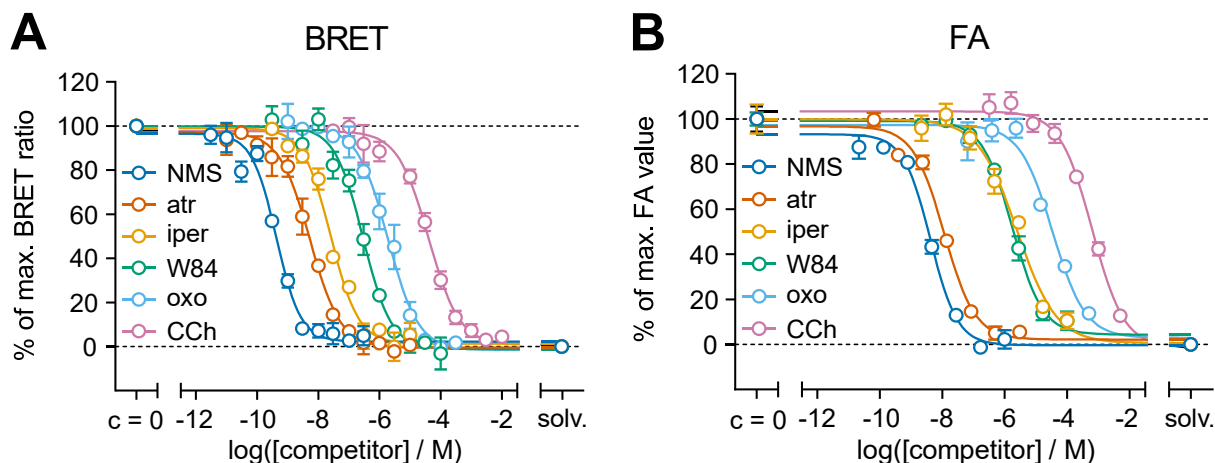 A
BRET
% of max. BRET ratio
120
100
80
60
40
20
0
NMS
atr
iper
W84
oxo
CCh
c = 0
-12
-10
-8
-6
-4
-2
solv.
log([competitor] / M)
B
FA
% of max. FA value
120
100
80
60
40
20
0
NMS
atr
iper
W84
oxo
CCh
c = 0
-12
-10
-8
-6
-4
-2
solv.
log([competitor] / M)